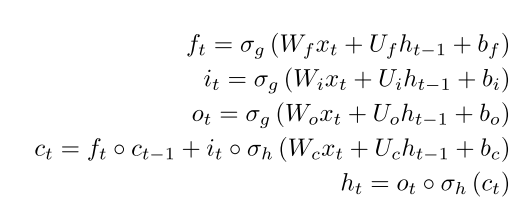 f_t = σ_g (W_f x_t + U_f h_{t−1} + b_f)
i_t = σ_g (W_i x_t + U_i h_{t−1} + b_i)
o_t = σ_g (W_o x_t + U_o h_{t−1} + b_o)
c_t = f_t ∘ c_{t−1} + i_t ∘ σ_h (W_c x_t + U_c h_{t−1} + b_c)
h_t = o_t ∘ σ_h (c_t)